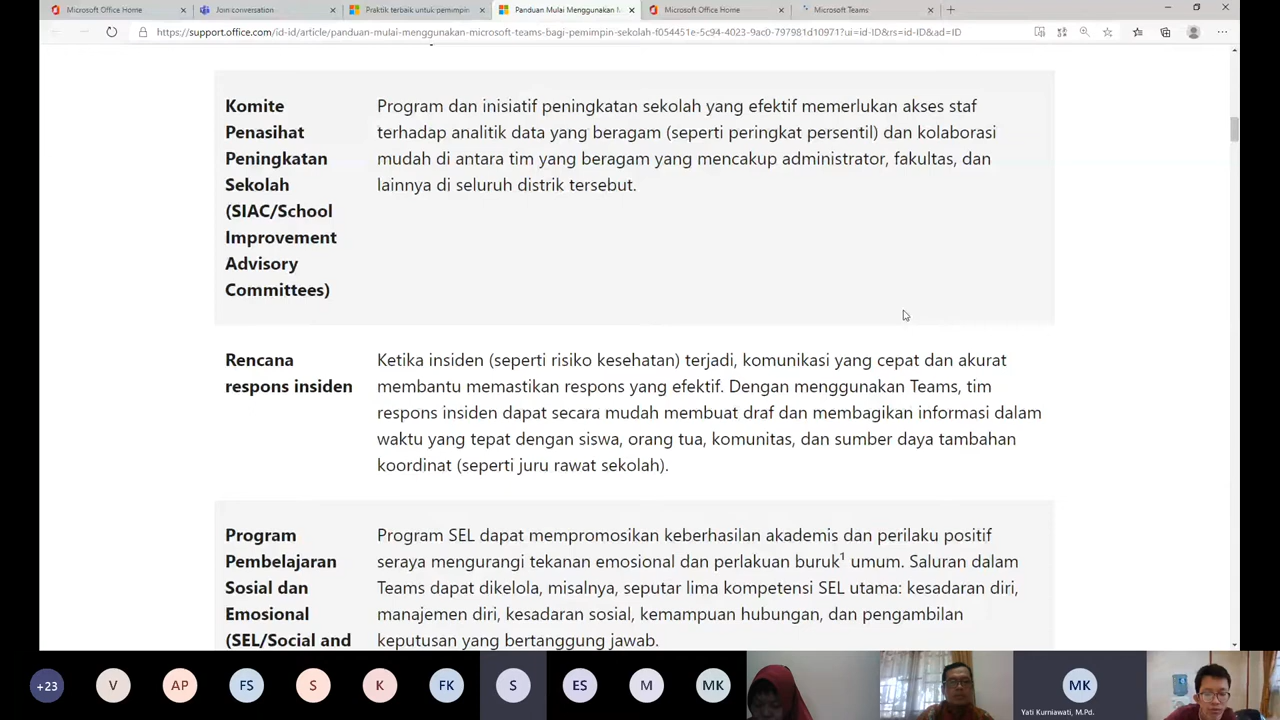 Microsoft Office Home
Join conversation
Praktik terbaik untuk pemimpin
Panduan Mulai Menggunakan M
Microsoft Office Home
Microsoft Teams
https://support.office.com/id-id/article/panduan-mulai-menggunakan-microsoft-teams-bagi-pemimpin-sekolah-f054451e-5c94-4023-9ac0-797981d10971?ui=id-ID&rs=id-ID&ad=ID
Komite
Penasihat
Peningkatan
Sekolah
(SIAC/School
Improvement
Advisory
Committees)
Program dan inisiatif peningkatan sekolah yang efektif memerlukan akses staf
terhadap analitik data yang beragam (seperti peringkat persentil) dan kolaborasi
mudah di antara tim yang beragam yang mencakup administrator, fakultas, dan
lainnya di seluruh distrik tersebut.
Rencana
respons insiden
Ketika insiden (seperti risiko kesehatan) terjadi, komunikasi yang cepat dan akurat
membantu memastikan respons yang efektif. Dengan menggunakan Teams, tim
respons insiden dapat secara mudah membuat draf dan membagikan informasi dalam
waktu yang tepat dengan siswa, orang tua, komunitas, dan sumber daya tambahan
koordinat (seperti juru rawat sekolah).
Program
Pembelajaran
Sosial dan
Emosional
(SEL/Social and
Program SEL dapat mempromosikan keberhasilan akademis dan perilaku positif
seraya mengurangi tekanan emosional dan perlakuan buruk¹ umum. Saluran dalam
Teams dapat dikelola, misalnya, seputar lima kompetensi SEL utama: kesadaran diri,
manajemen diri, kesadaran sosial, kemampuan hubungan, dan pengambilan
keputusan yang bertanggung jawab.
+23
V
AP
FS
S
K
FK
S
ES
M
MK
MK
Yati Kurniawati, M.Pd.